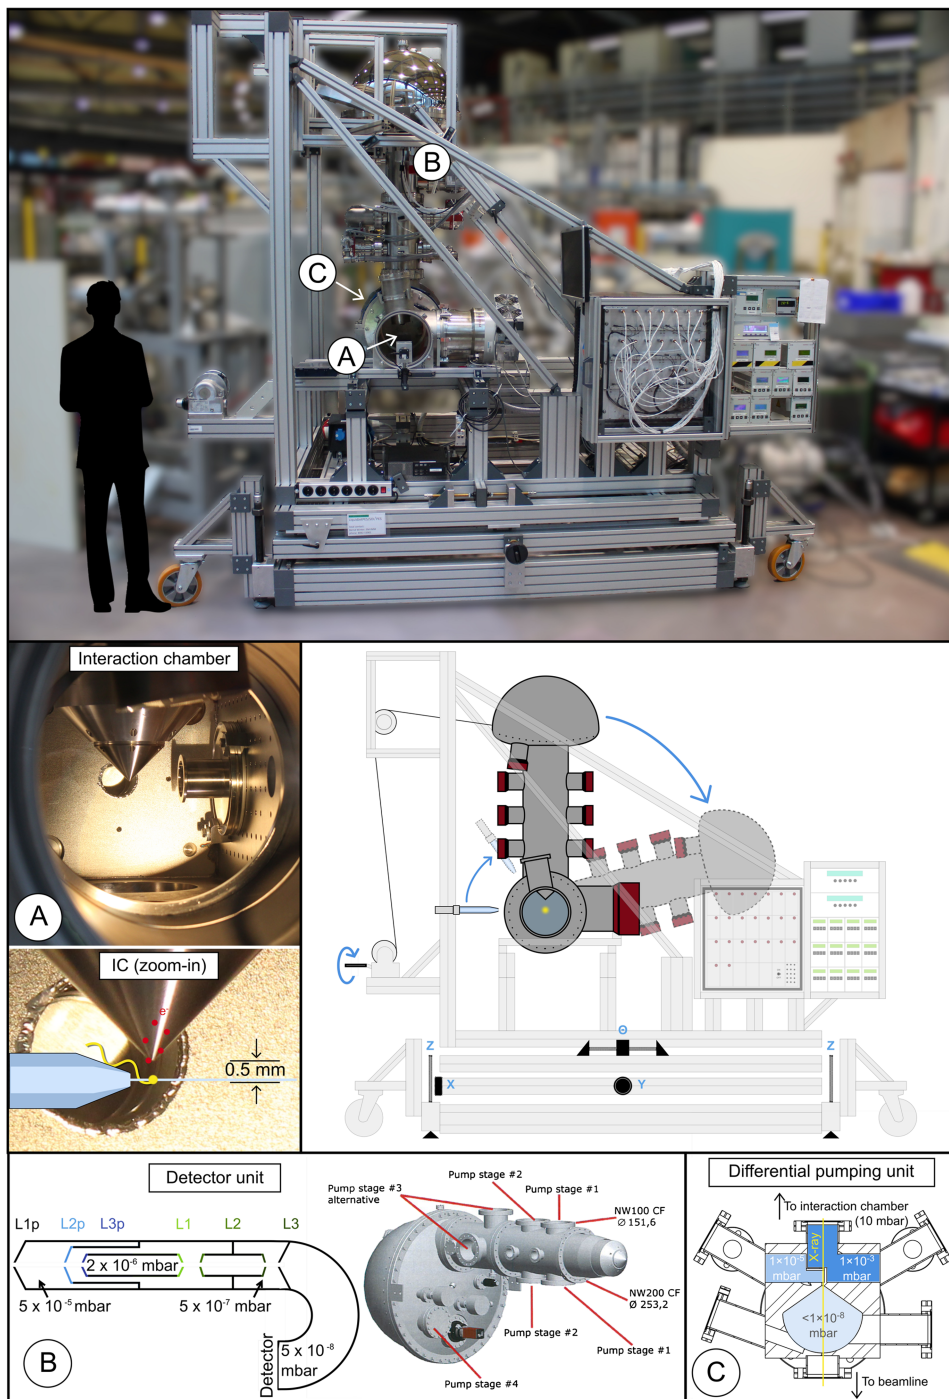 B
C
A
Interaction chamber
A
IC (zoom-in)
e⁻
0.5 mm
Θ
Z
Z
X
Y
Detector unit
L1p
L2p
L3p
L1
L2
L3
2 x 10⁻⁶ mbar
5 x 10⁻⁵ mbar
5 x 10⁻⁷ mbar
5 x 10⁻⁸
mbar
Detector
B
Pump stage #3
alternative
Pump stage #2
Pump stage #1
NW100 CF
Ø 151,6
NW200 CF
Ø 253,2
Pump stage #2
Pump stage #1
Pump stage #4
Differential pumping unit
To interaction chamber
(10 mbar)
X-ray
1×10⁻⁵
mbar
1×10⁻³
mbar
<1×10⁻⁸
mbar
C
To beamline